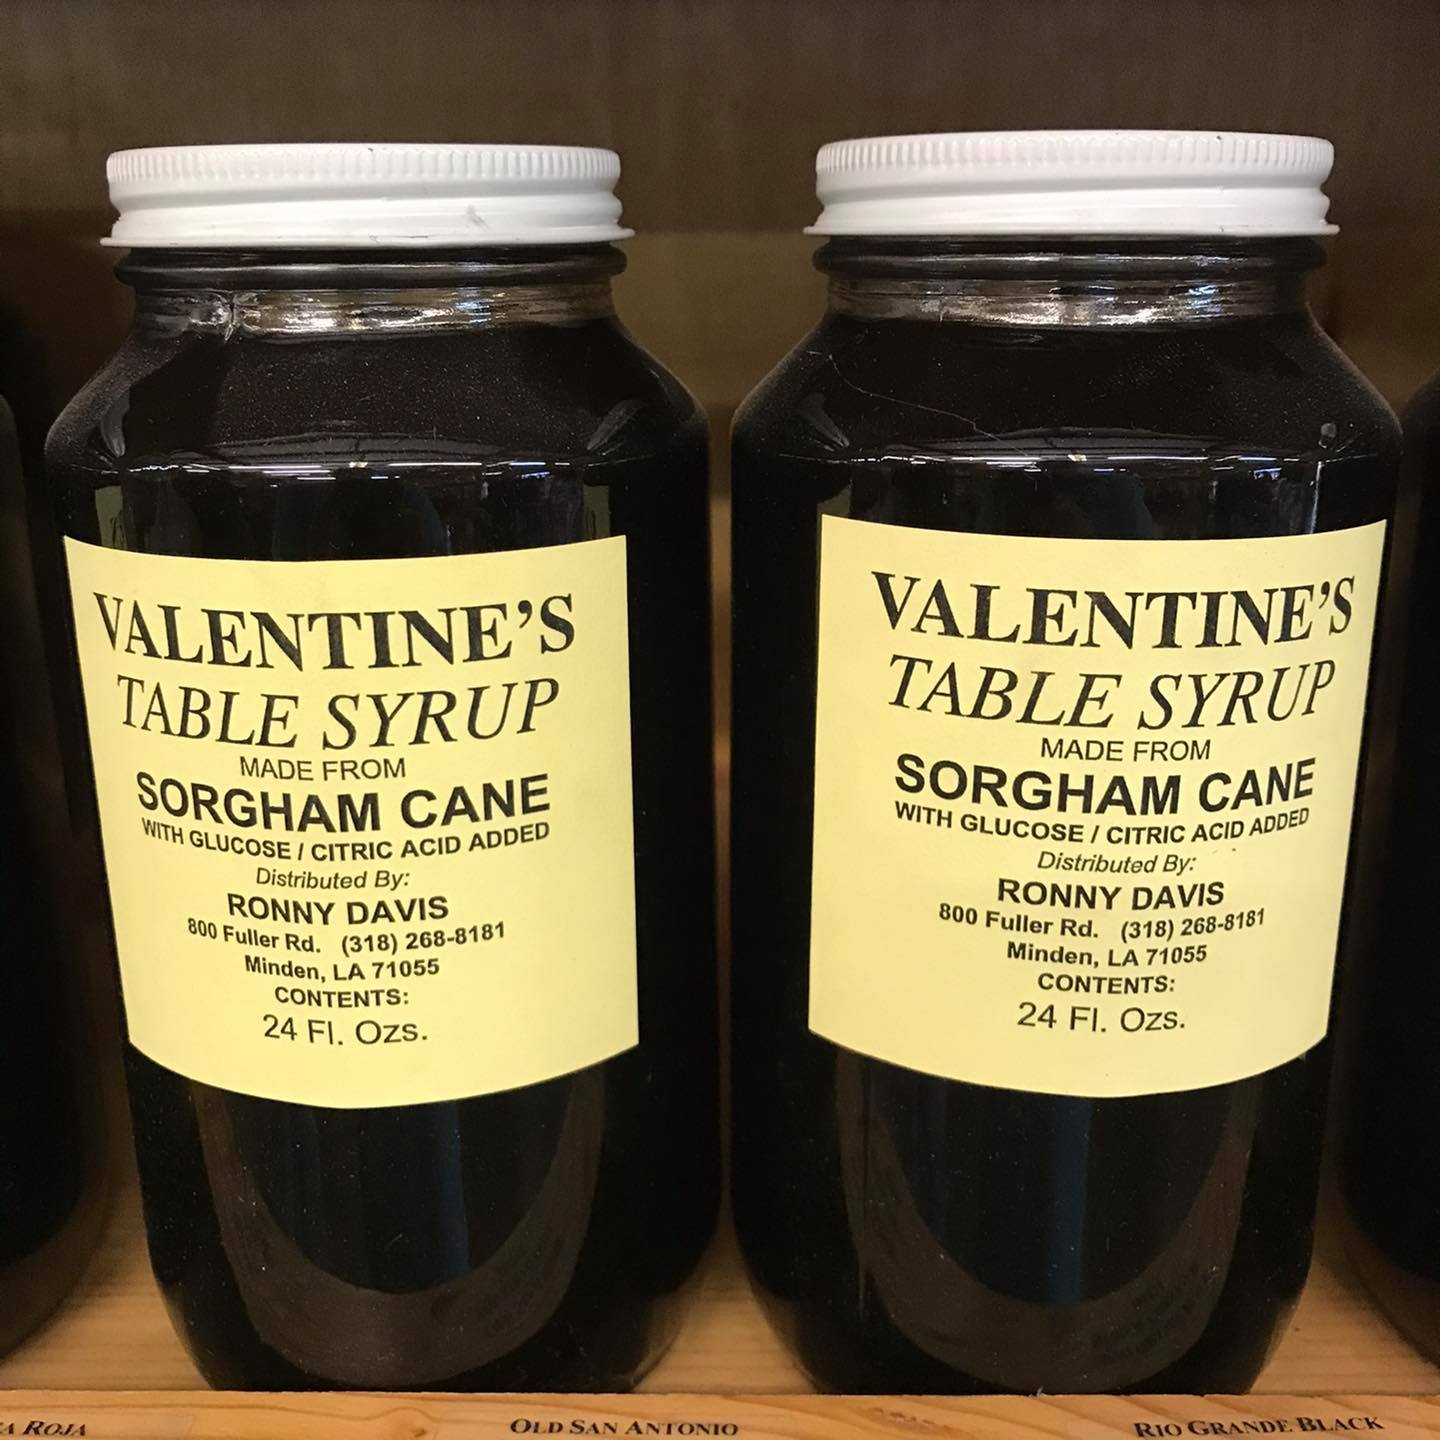 VALENTINE'S
TABLE SYRUP
MADE FROM
SORGHAM CANE
WITH GLUCOSE / CITRIC ACID ADDED
Distributed By:
RONNY DAVIS
800 Fuller Rd. (318) 268-8181
Minden, LA 71055
CONTENTS:
24 Fl. Ozs.
VALENTINE'S
TABLE SYRUP
MADE FROM
SORGHAM CANE
WITH GLUCOSE / CITRIC ACID ADDED
Distributed By:
RONNY DAVIS
800 Fuller Rd. (318) 268-8181
Minden, LA 71055
CONTENTS:
24 Fl. Ozs.
ROJA
OLD SAN ANTONIO
RIO GRANDE BLACK